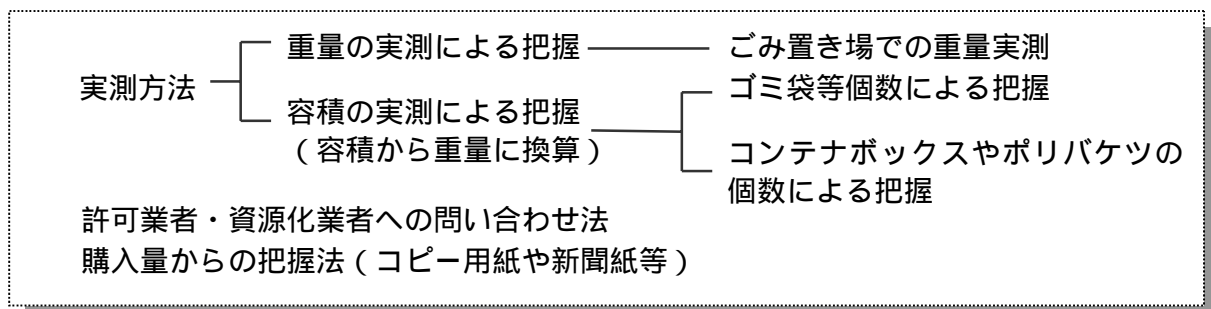 重量の実測による把握 ごみ置き場での重量実測
実測方法 ゴミ袋等個数による把握
容積の実測による把握
(容積から重量に換算) コンテナボックスやポリバケツの
個数による把握
許可業者・資源化業者への問い合わせ法
購入量からの把握法(コピー用紙や新聞紙等)